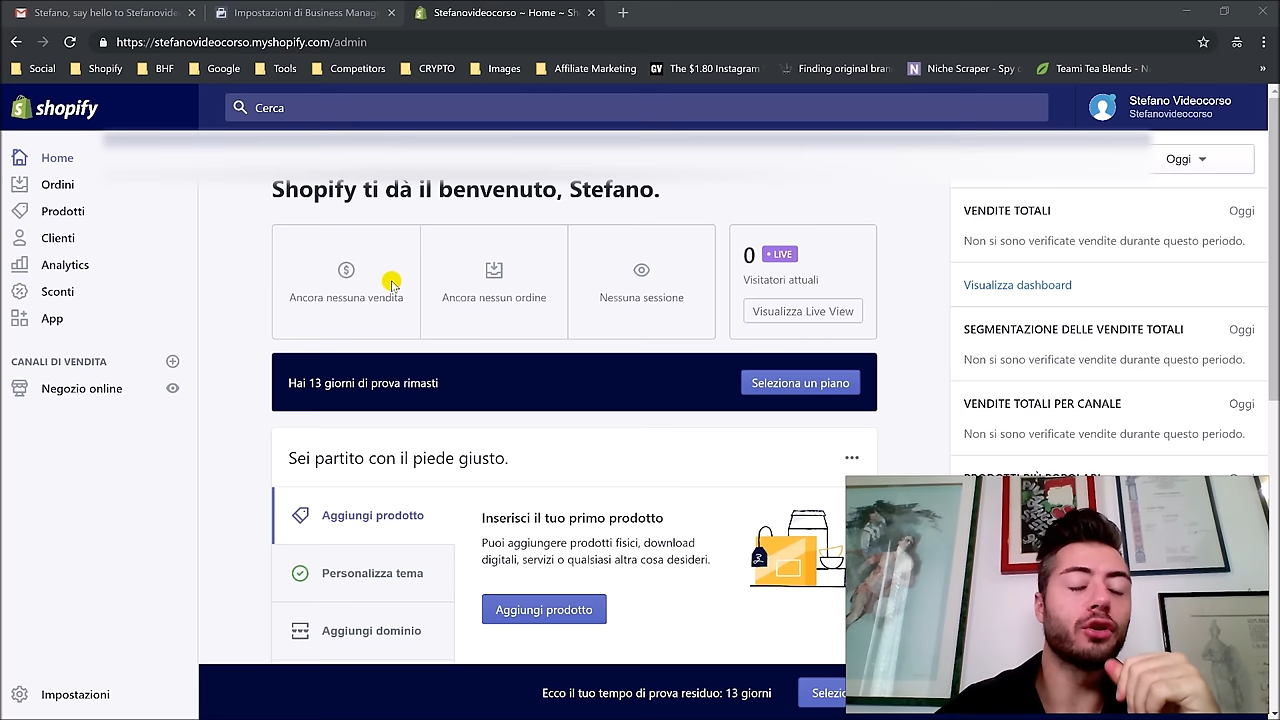 Stefano, say hello to Stefanovide
Impostazioni di Business Manag
Stefanovideocorso ~ Home ~ Sh
https://stefanovideocorso.myshopify.com/admin
Social
Shopify
BHF
Google
Tools
Competitors
CRYPTO
Images
Affiliate Marketing
GV The $1.80 Instagram
Finding original bran
N Niche Scraper - Spy
Teami Tea Blends - N
shopify
Cerca
Stefano Videocorso
Stefanovideocorso
Home
Ordini
Prodotti
Clienti
Analytics
Sconti
App
CANALI DI VENDITA
Negozio online
Impostazioni
Oggi
Shopify ti dà il benvenuto, Stefano.
Ancora nessuna vendita
Ancora nessun ordine
Nessuna sessione
0 • LIVE
Visitatori attuali
Visualizza Live View
Hai 13 giorni di prova rimasti
Seleziona un piano
Sei partito con il piede giusto.
Aggiungi prodotto
Personalizza tema
Aggiungi dominio
Inserisci il tuo primo prodotto
Puoi aggiungere prodotti fisici, download
digitali, servizi o qualsiasi altra cosa desideri.
Aggiungi prodotto
VENDITE TOTALI Oggi
Non si sono verificate vendite durante questo periodo.
Visualizza dashboard
SEGMENTAZIONE DELLE VENDITE TOTALI Oggi
Non si sono verificate vendite durante questo periodo.
VENDITE TOTALI PER CANALE Oggi
Non si sono verificate vendite durante questo periodo.
Ecco il tuo tempo di prova residuo: 13 giorni
Selezi